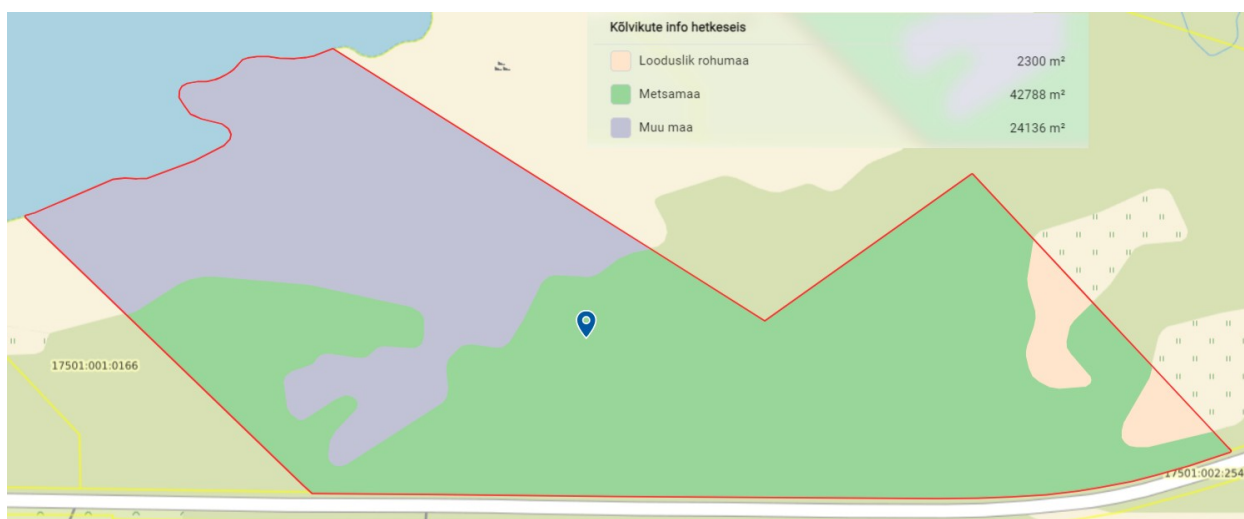 Kõlvikute info hetkeseis
Looduslik rohumaa 2300 m²
Metsamaa 42788 m²
Muu maa 24136 m²
17501:001:0166
17501:002:254